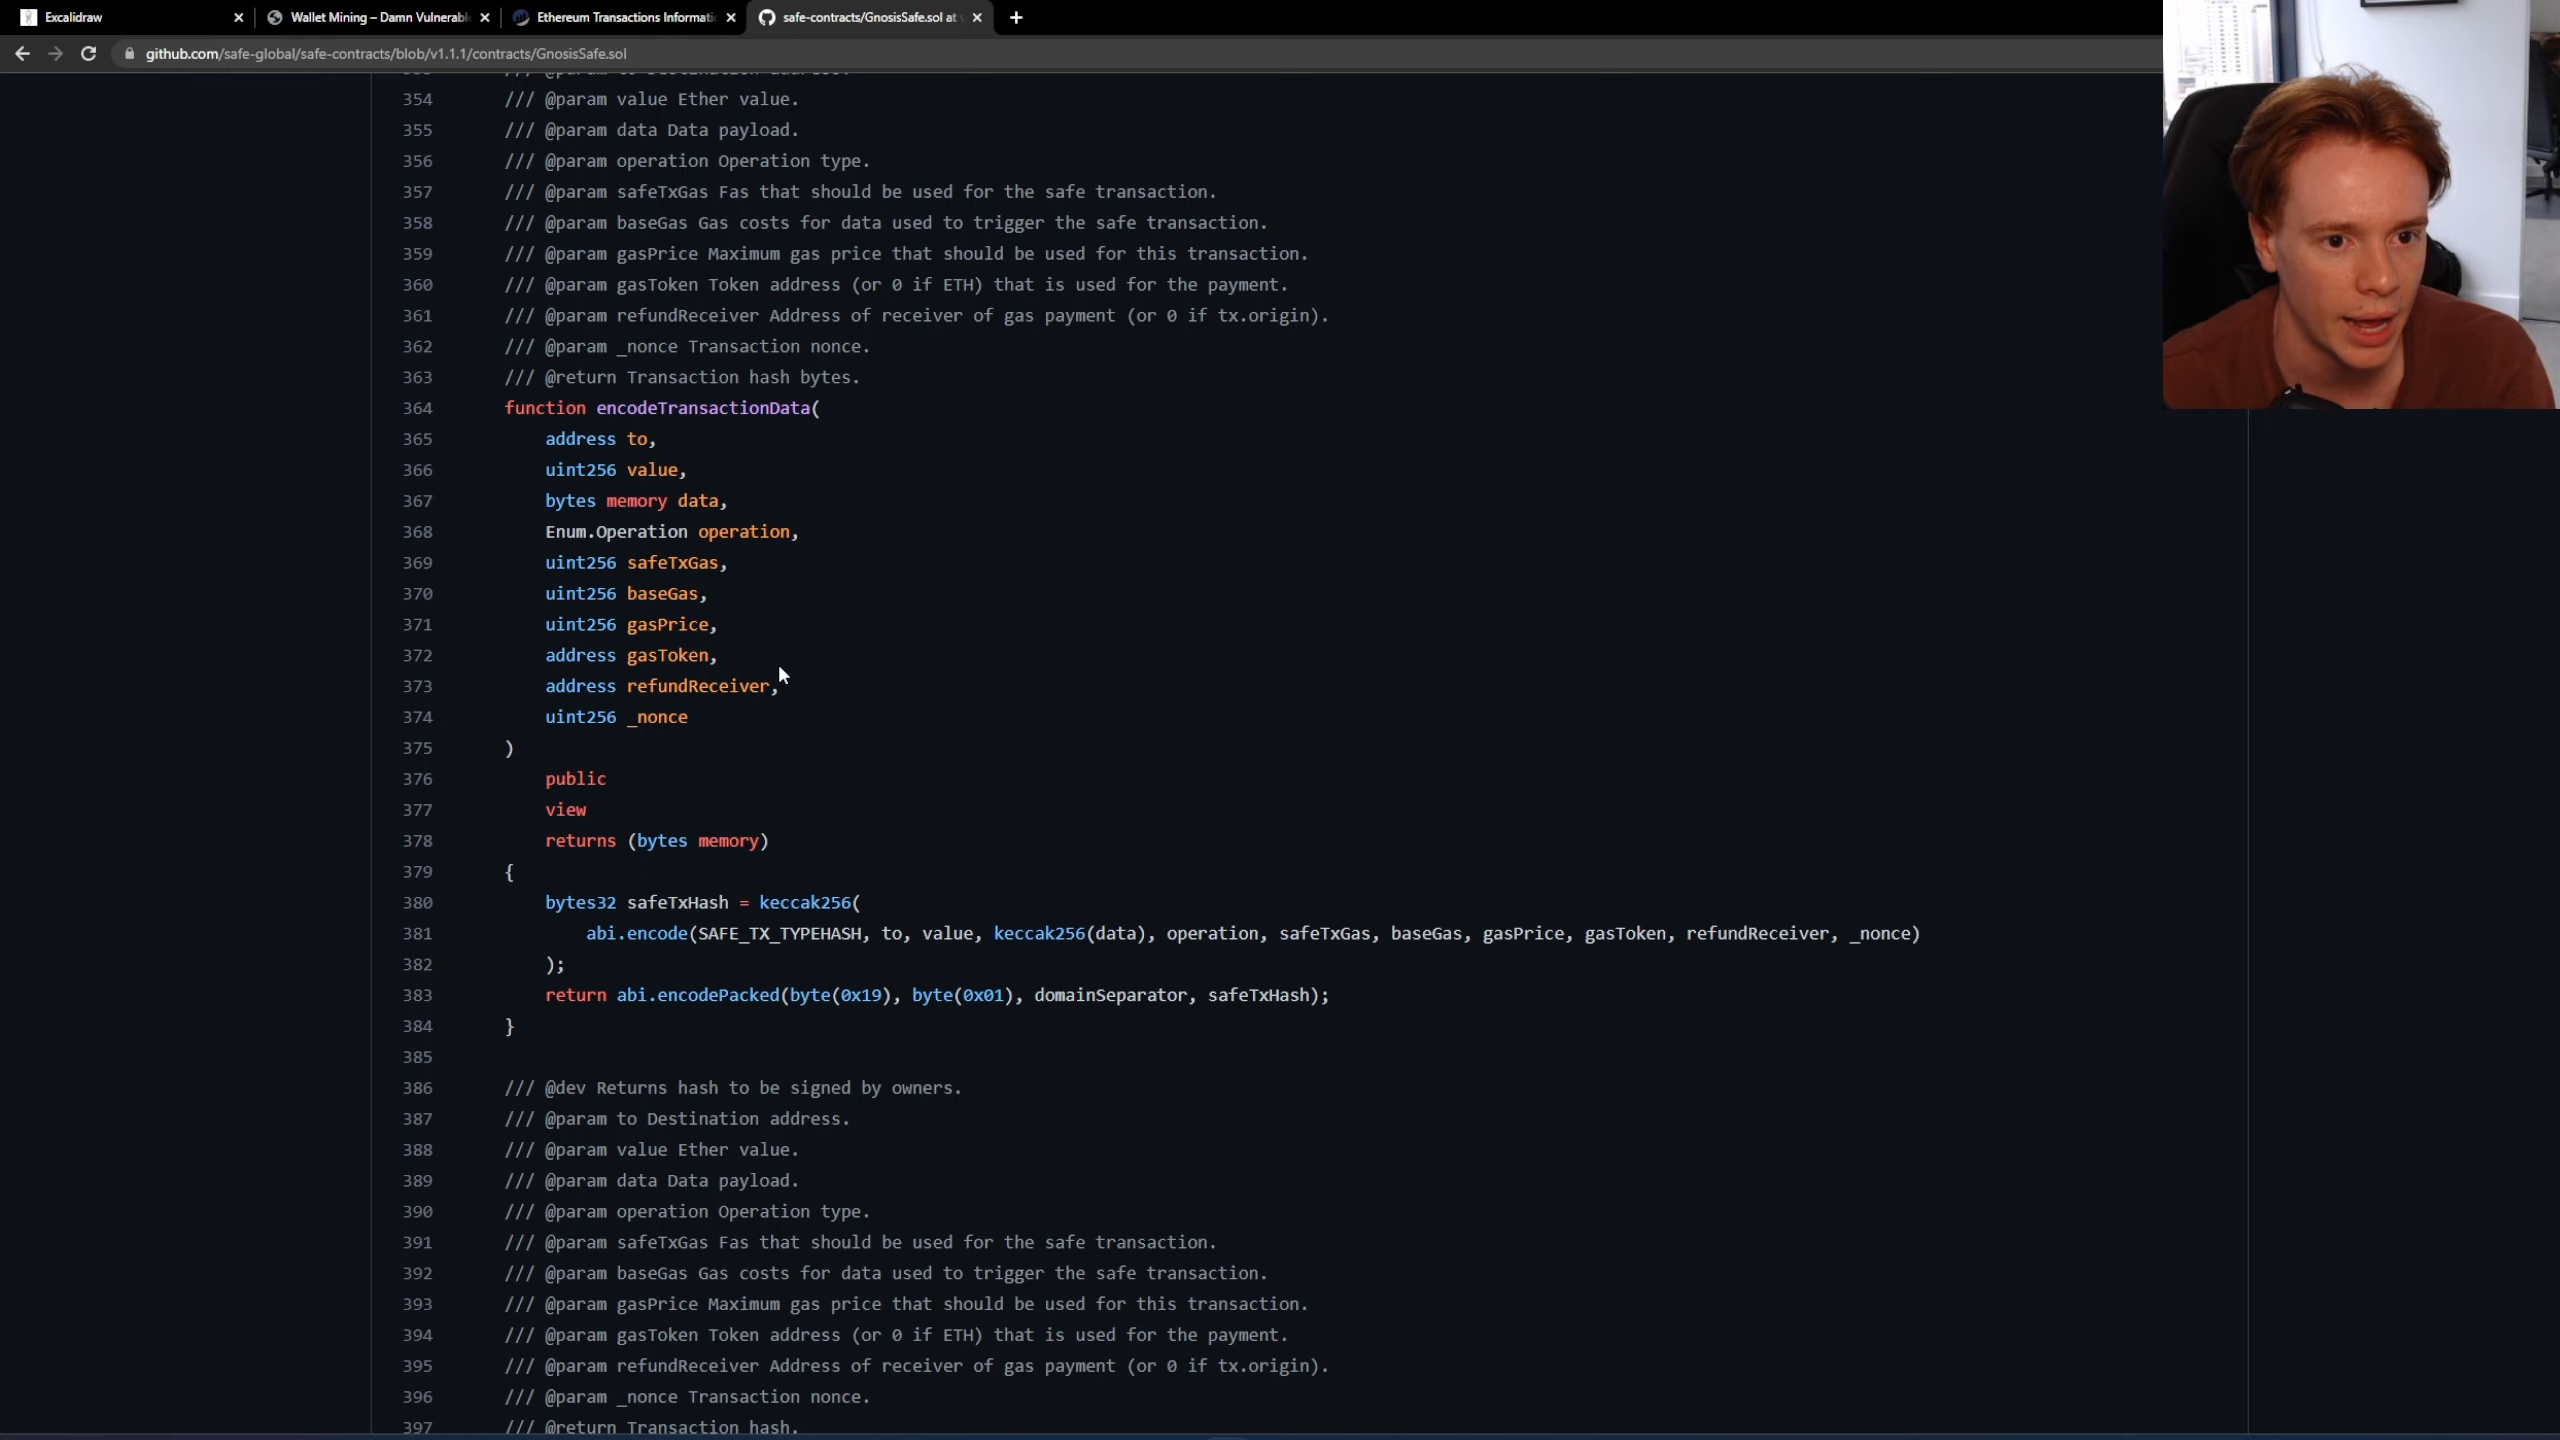 Excalidraw
Wallet Mining – Damn Vulnerabl
Ethereum Transactions Informati
safe-contracts/GnosisSafe.sol at
github.com/safe-global/safe-contracts/blob/v1.1.1/contracts/GnosisSafe.sol
354 /// @param value Ether value.
355 /// @param data Data payload.
356 /// @param operation Operation type.
357 /// @param safeTxGas Fas that should be used for the safe transaction.
358 /// @param baseGas Gas costs for data used to trigger the safe transaction.
359 /// @param gasPrice Maximum gas price that should be used for this transaction.
360 /// @param gasToken Token address (or 0 if ETH) that is used for the payment.
361 /// @param refundReceiver Address of receiver of gas payment (or 0 if tx.origin).
362 /// @param _nonce Transaction nonce.
363 /// @return Transaction hash bytes.
364 function encodeTransactionData(
365 address to,
366 uint256 value,
367 bytes memory data,
368 Enum.Operation operation,
369 uint256 safeTxGas,
370 uint256 baseGas,
371 uint256 gasPrice,
372 address gasToken,
373 address refundReceiver,
374 uint256 _nonce
375 )
376 public
377 view
378 returns (bytes memory)
379 {
380 bytes32 safeTxHash = keccak256(
381 abi.encode(SAFE_TX_TYPEHASH, to, value, keccak256(data), operation, safeTxGas, baseGas, gasPrice, gasToken, refundReceiver, _nonce)
382 );
383 return abi.encodePacked(byte(0x19), byte(0x01), domainSeparator, safeTxHash);
384 }
385
386 /// @dev Returns hash to be signed by owners.
387 /// @param to Destination address.
388 /// @param value Ether value.
389 /// @param data Data payload.
390 /// @param operation Operation type.
391 /// @param safeTxGas Fas that should be used for the safe transaction.
392 /// @param baseGas Gas costs for data used to trigger the safe transaction.
393 /// @param gasPrice Maximum gas price that should be used for this transaction.
394 /// @param gasToken Token address (or 0 if ETH) that is used for the payment.
395 /// @param refundReceiver Address of receiver of gas payment (or 0 if tx.origin).
396 /// @param _nonce Transaction nonce.
397 /// @return Transaction hash.